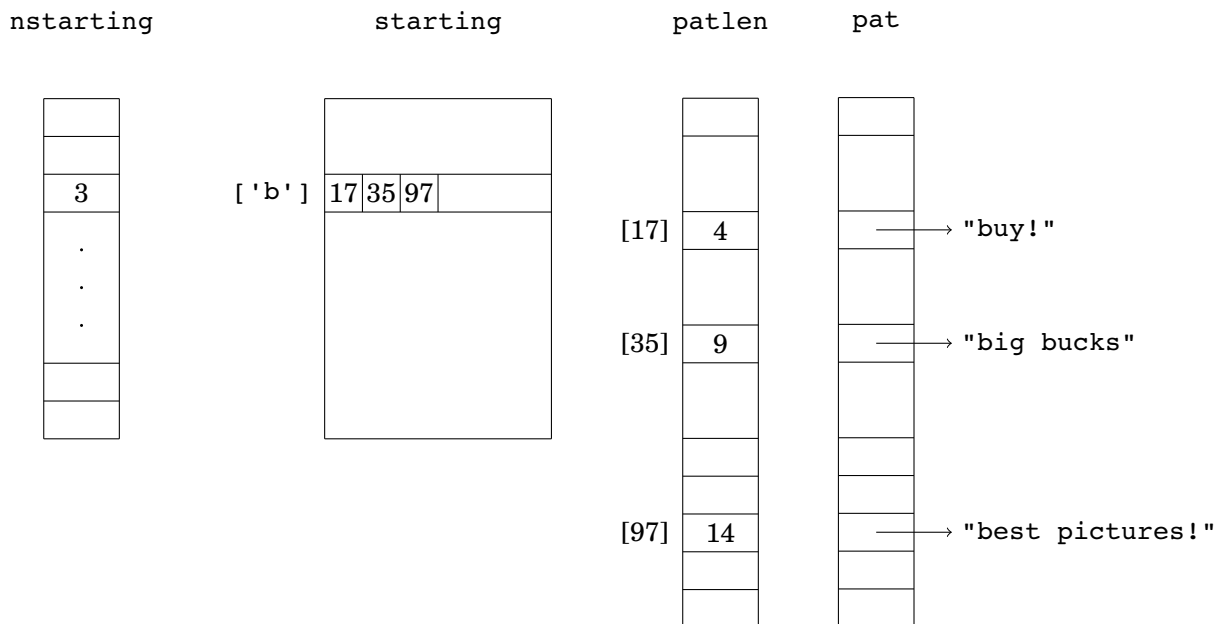 nstarting starting patlen pat
3 ['b'] 17 35 97
[17] 4 "buy!"
.
.
.
[35] 9 "big bucks"
[97] 14 "best pictures!"